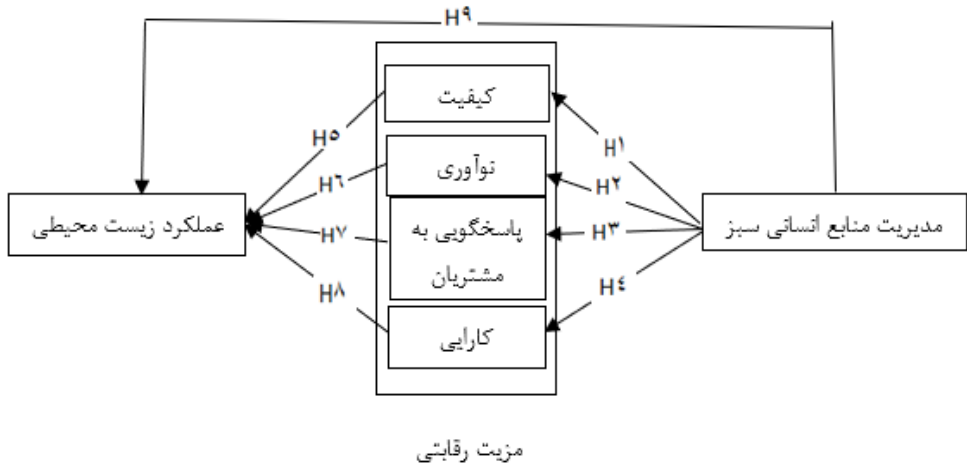 H۹
کیفیت
H۱
H۵
نوآوری
H۲
H۶
مدیریت منابع انسانی سبز
عملکرد زیست محیطی
پاسخگویی به
مشتریان
H۳
H۷
H۴
H۸
کارایی
مزیت رقابتی